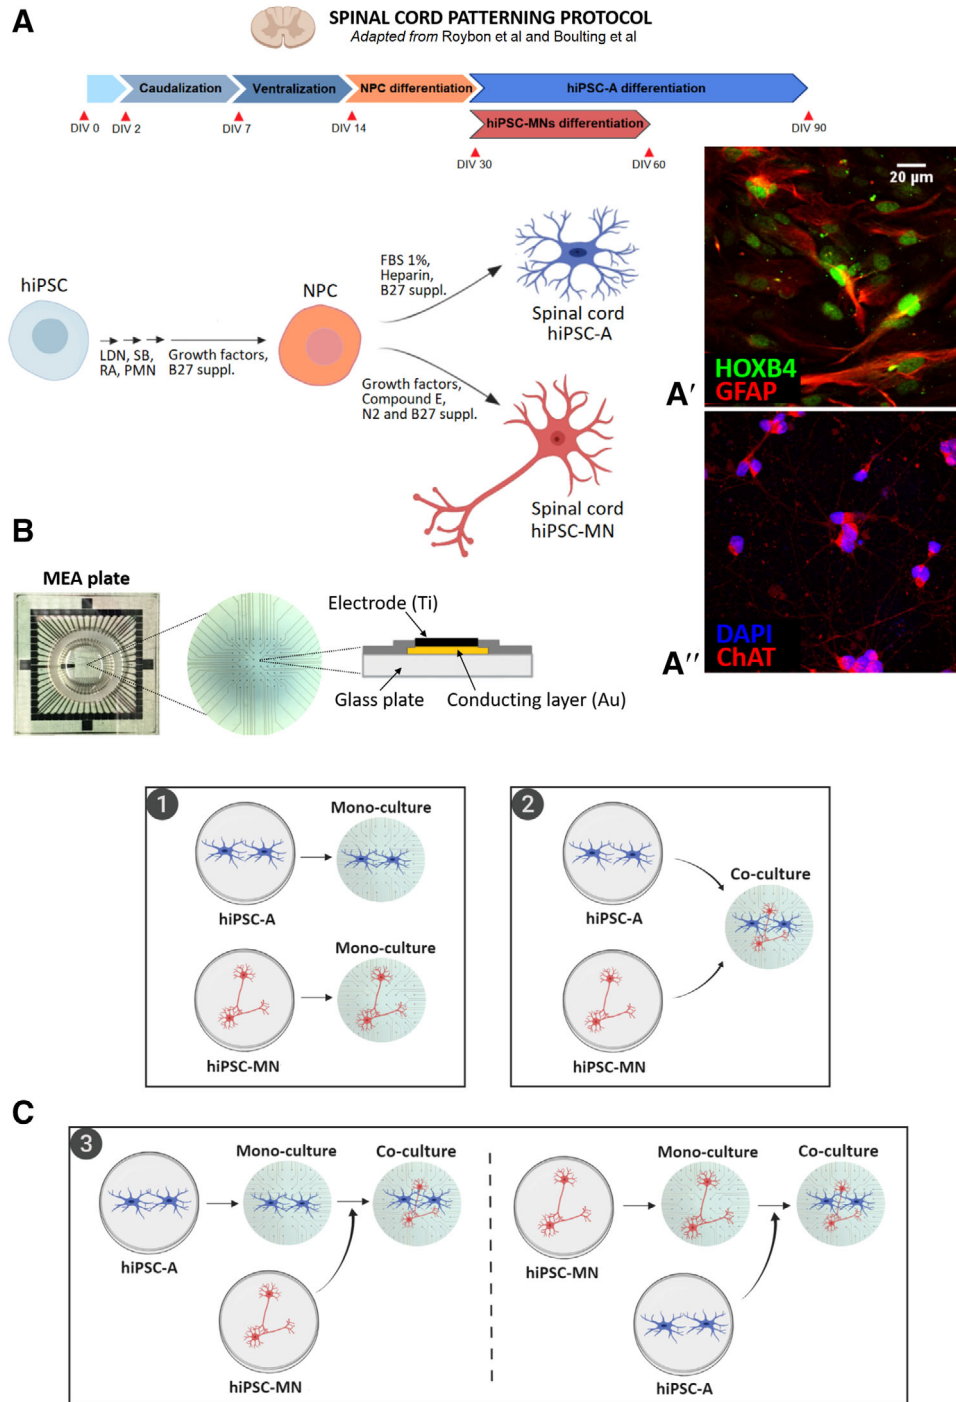 A
SPINAL CORD PATTERNING PROTOCOL
Adapted from Roybon et al and Boulting et al
Caudalization
Ventralization
NPC differentiation
hiPSC-A differentiation
hiPSC-MNs differentiation
DIV 0
DIV 2
DIV 7
DIV 14
DIV 30
DIV 60
DIV 90
20 µm
HOXB4
GFAP
A′
hiPSC
LDN, SB,
RA, PMN
Growth factors,
B27 suppl.
NPC
FBS 1%,
Heparin,
B27 suppl.
Spinal cord
hiPSC-A
Growth factors,
Compound E,
N2 and B27 suppl.
Spinal cord
hiPSC-MN
DAPI
ChAT
A″
B
MEA plate
Electrode (Ti)
Glass plate
Conducting layer (Au)
1
Mono-culture
hiPSC-A
Mono-culture
hiPSC-MN
2
hiPSC-A
Co-culture
hiPSC-MN
C
3
Mono-culture
Co-culture
hiPSC-A
hiPSC-MN
Mono-culture
Co-culture
hiPSC-MN
hiPSC-A